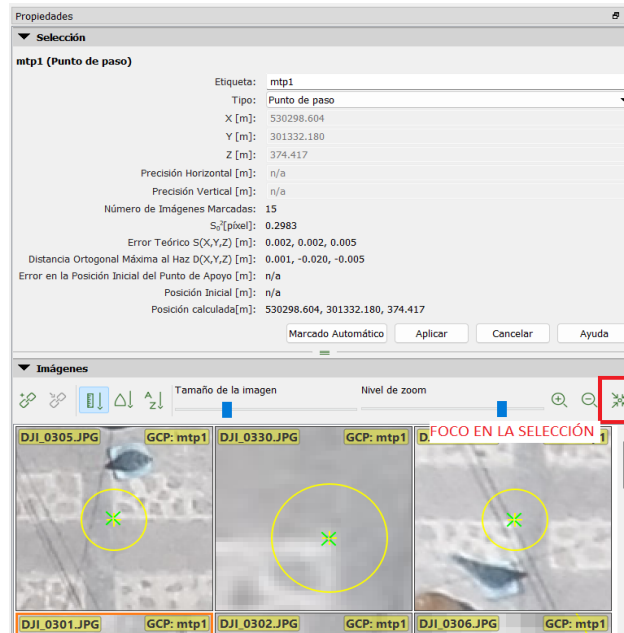 Propiedades
Selección
mtp1 (Punto de paso)
Etiqueta: mtp1
Tipo: Punto de paso
X [m]: 530298.604
Y [m]: 301332.180
Z [m]: 374.417
Precisión Horizontal [m]: n/a
Precisión Vertical [m]: n/a
Número de Imágenes Marcadas: 15
S₀²[píxel]: 0.2983
Error Teórico S(X,Y,Z) [m]: 0.002, 0.002, 0.005
Distancia Ortogonal Máxima al Haz D(X,Y,Z) [m]: 0.001, -0.020, -0.005
Error en la Posición Inicial del Punto de Apoyo [m]: n/a
Posición Inicial [m]: n/a
Posición calculada[m]: 530298.604, 301332.180, 374.417
Marcado Automático Aplicar Cancelar Ayuda
Imágenes
Tamaño de la imagen Nivel de zoom
FOCO EN LA SELECCIÓN
DJI_0305.JPG GCP: mtp1 DJI_0330.JPG GCP: mtp1
DJI_0301.JPG GCP: mtp1 DJI_0302.JPG GCP: mtp1 DJI_0306.JPG GCP: mtp1